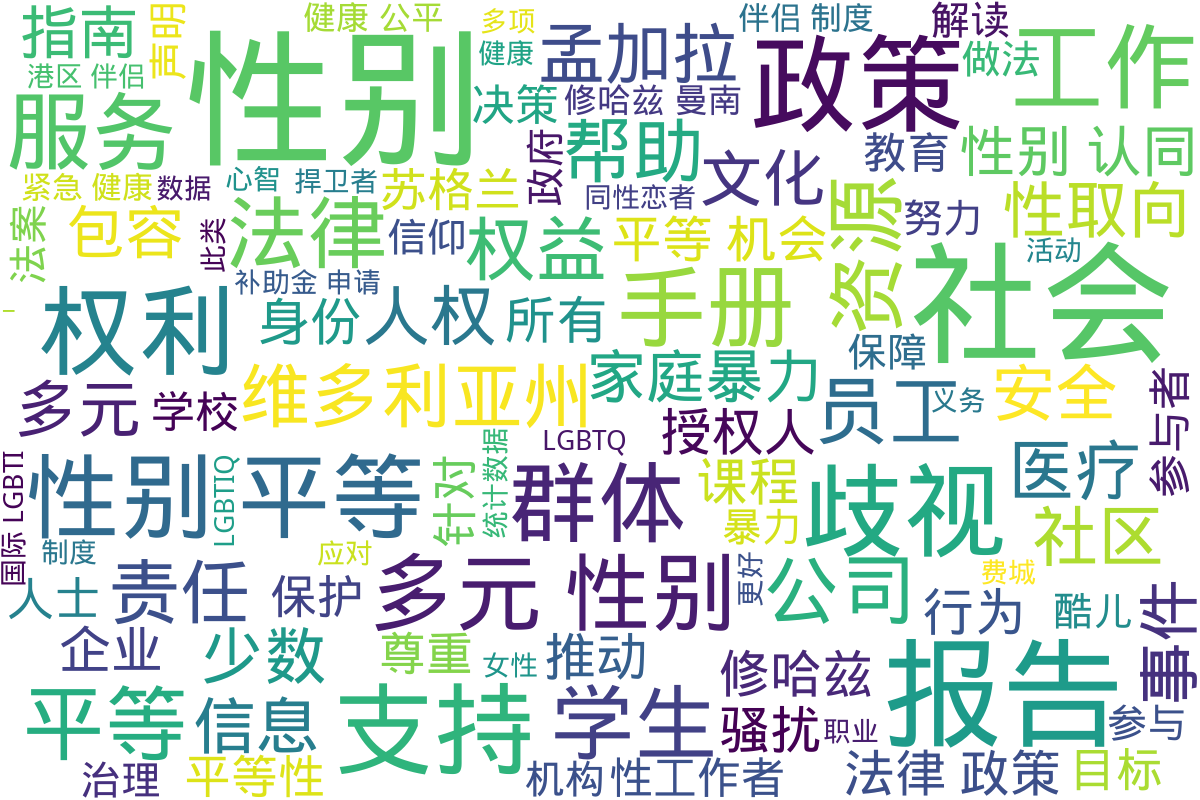 指南
声明
健康 公平
多项
伴侣 制度
解读
港区 伴侣
性别
健康
孟加拉
政策
做法
工作
服务
决策
修哈兹 曼南
帮助
政府
教育
性别 认同
紧急 健康
数据
心智
捍卫者
苏格兰
同性恋者
文化
资源
努力
性取向
法案
包容
此类
法律
信仰
权益
平等 机会
活动
社会
补助金 申请
权利
身份
人权
所有
手册
保障
多元
学校
维多利亚州
家庭暴力
员工
义务
安全
参与者
授权人
LGBTQ
国际 LGBTI
性别平等
LGBTIQ
针对
统计数据
群体
课程
暴力
歧视
医疗
社区
制度
应对
人士
责任
保护
多元 性别
更好
公司
费城
行为
酷儿
事件
企业
少数
尊重
女性
推动
修哈兹
报告
平等
信息
支持
学生
骚扰
职业
参与
治理
平等性
机构
性工作者
法律 政策
目标